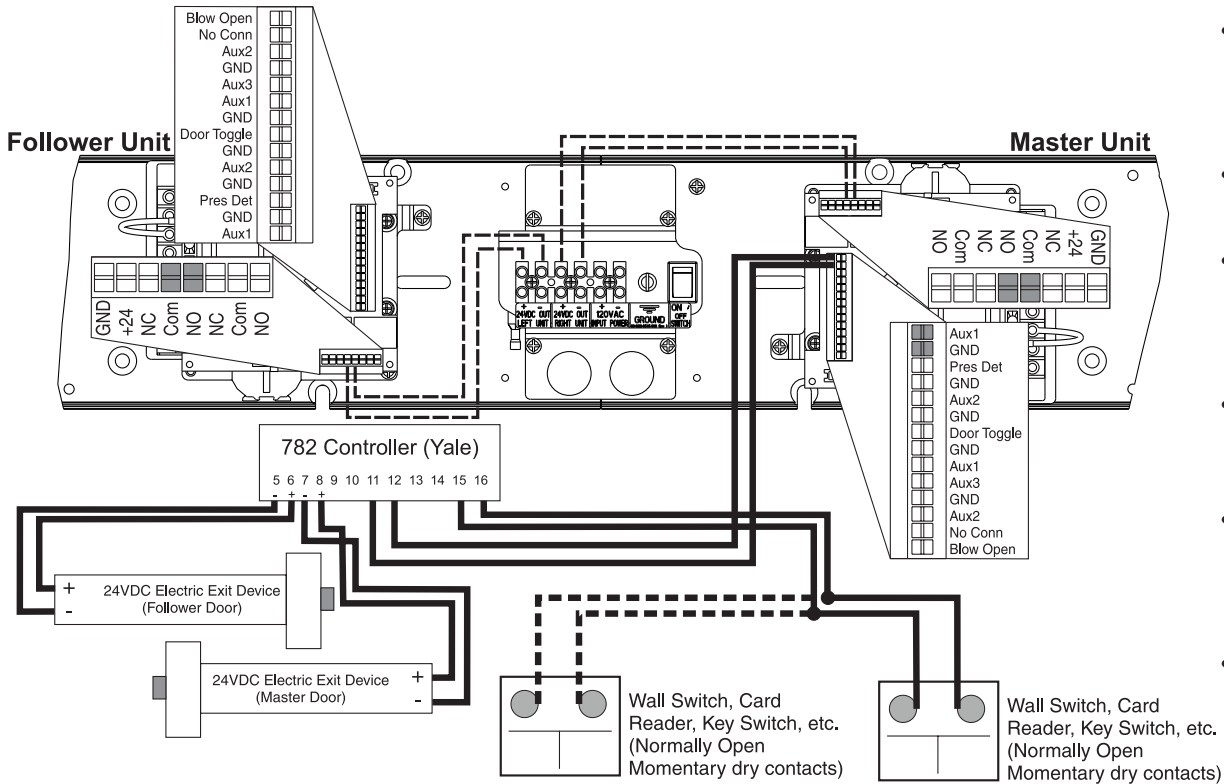 Blow Open
No Conn
Aux2
GND
Aux3
Aux1
GND
Door Toggle
GND
Aux2
GND
Pres Det
GND
Aux1
Follower Unit
Master Unit
GND
+24
NC
Com
NO
NC
Com
NO
+ - + - + -
24VDC OUT 24VDC OUT 120VAC
LEFT UNIT RIGHT UNIT INPUT POWER
GROUND
ON /
OFF
SWITCH
NO
Com
NC
NO
Com
NC
+24
GND
Aux1
GND
Pres Det
GND
Aux2
GND
Door Toggle
GND
Aux1
Aux3
GND
Aux2
No Conn
Blow Open
782 Controller (Yale)
5 6 7 8 9 10 11 12 13 14 15 16
- + - +
+
-
24VDC Electric Exit Device
(Follower Door)
24VDC Electric Exit Device
(Master Door)
+
-
Wall Switch, Card
Reader, Key Switch, etc.
(Normally Open
Momentary dry contacts)
Wall Switch, Card
Reader, Key Switch, etc.
(Normally Open
Momentary dry contacts)